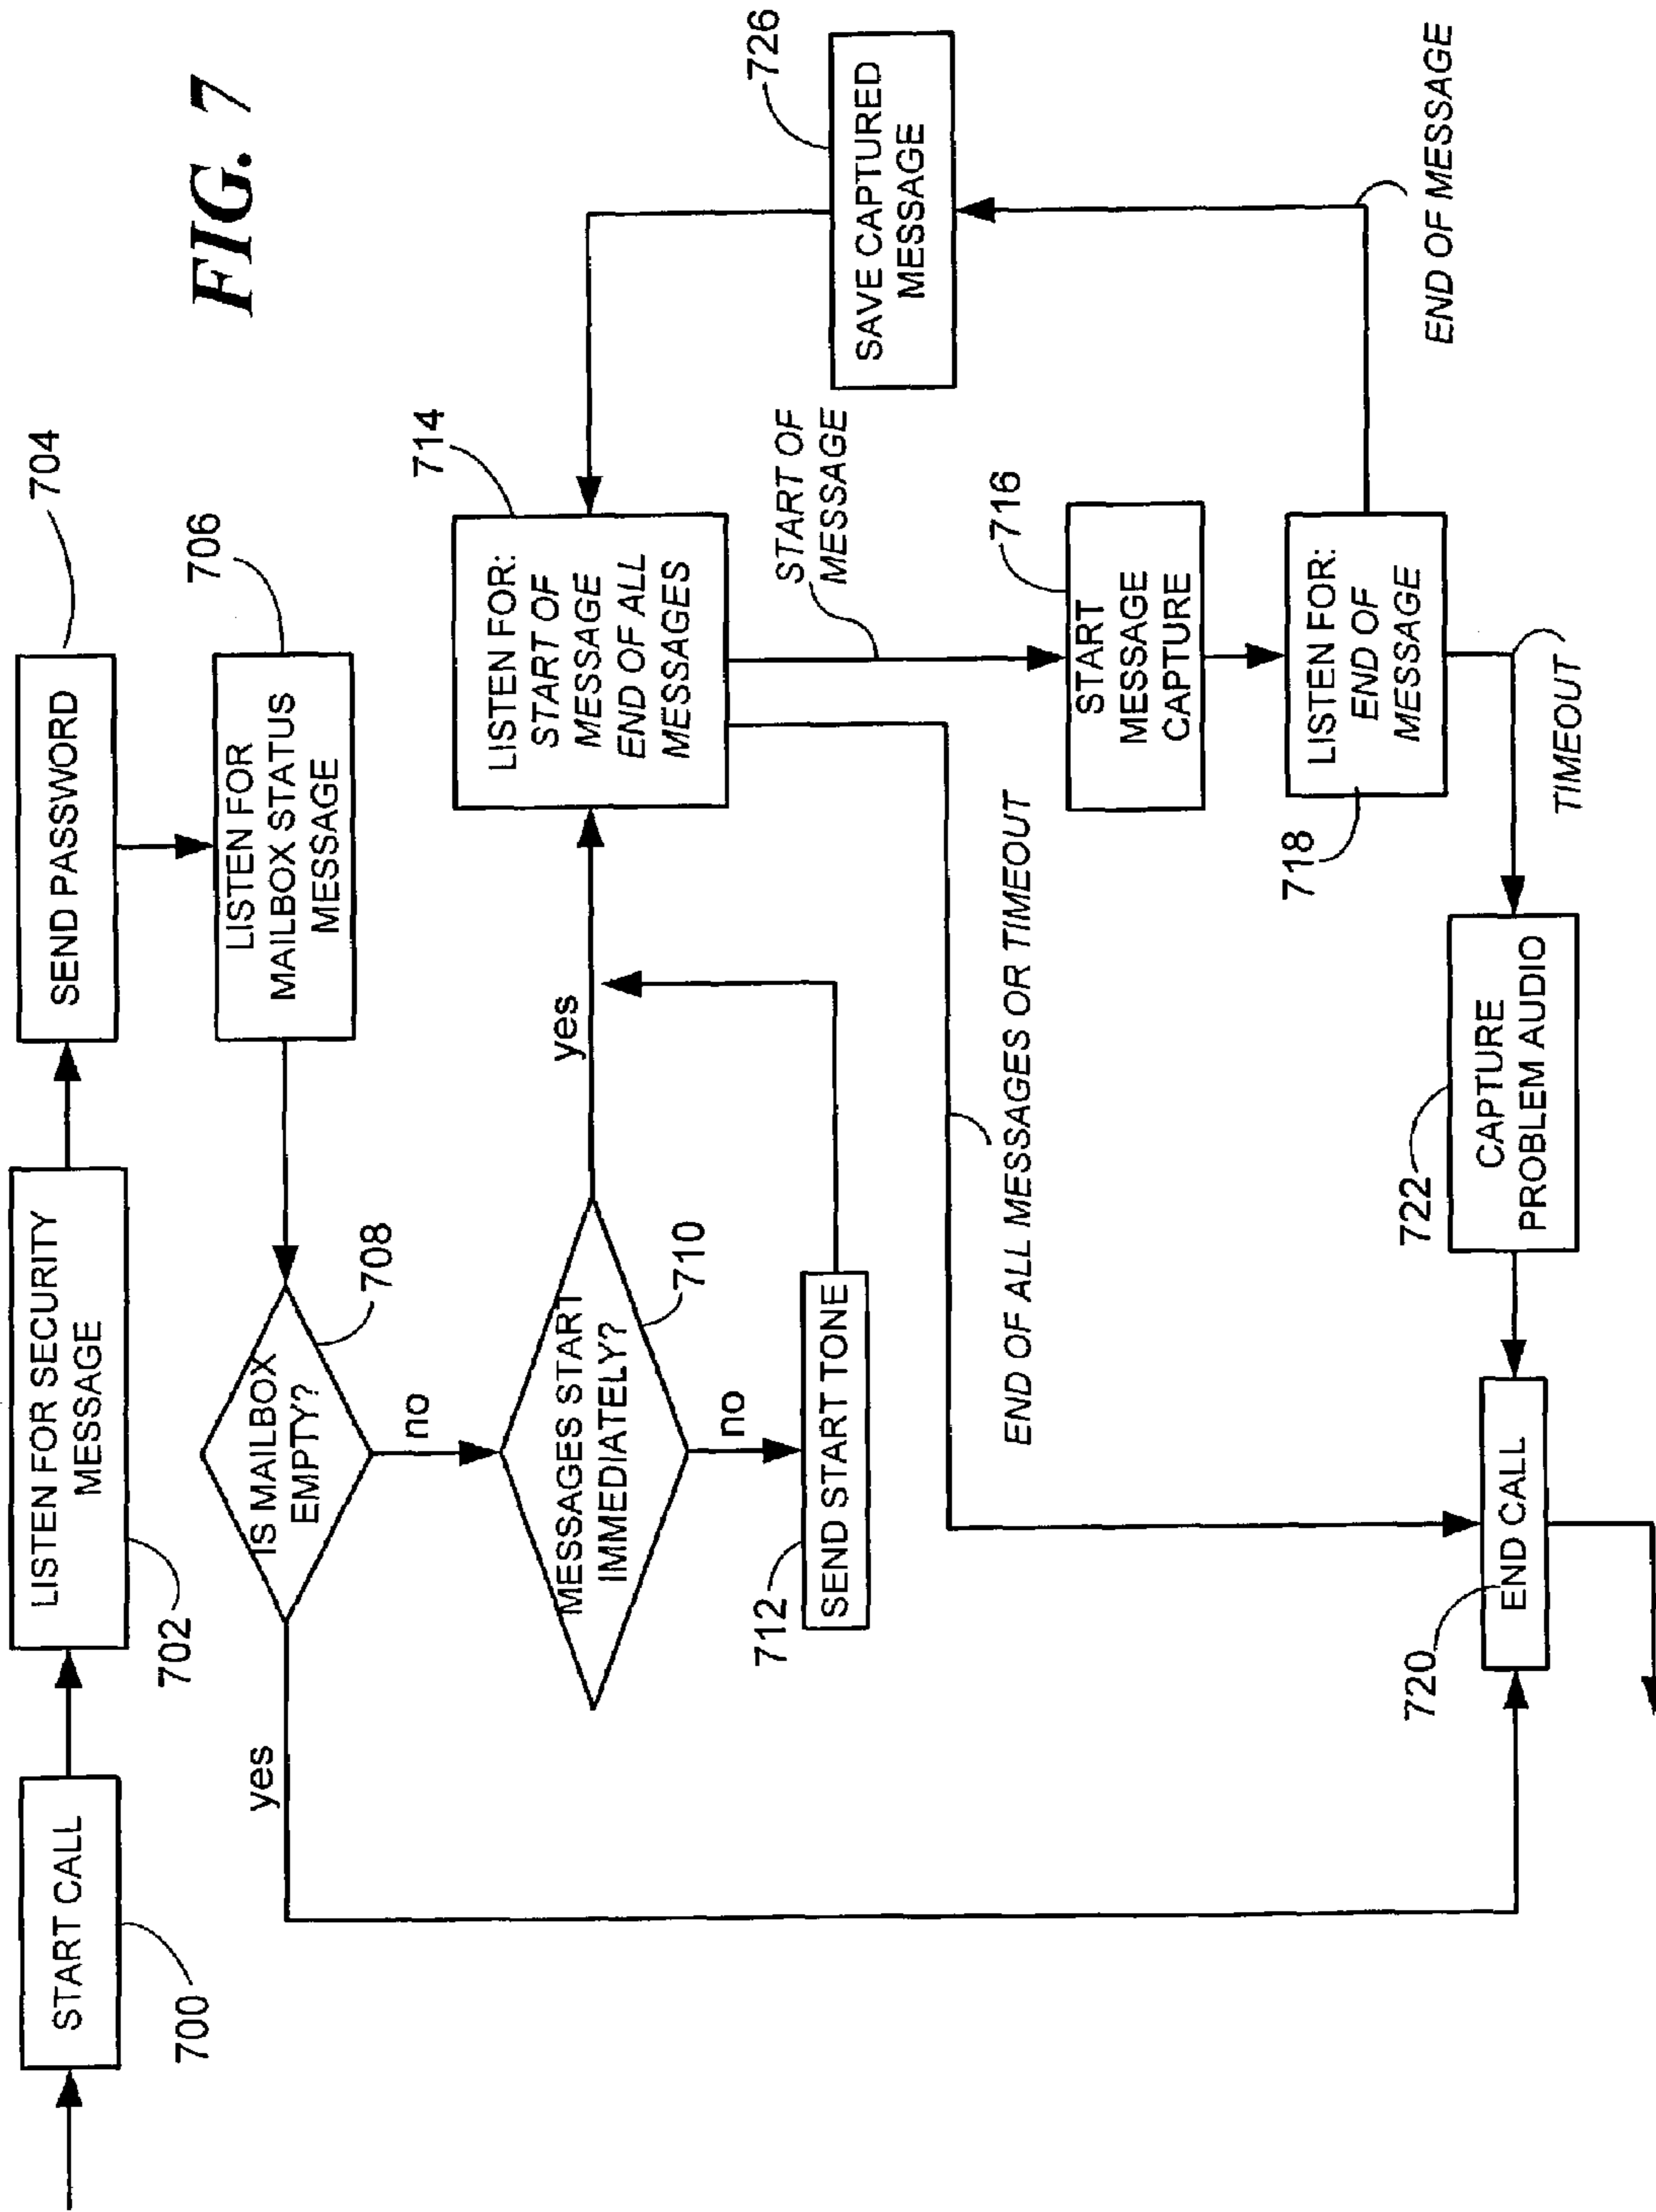 FIG. 7
START CALL
700
LISTEN FOR SECURITY
MESSAGE
702
SEND PASSWORD
704
LISTEN FOR
MAILBOX STATUS
MESSAGE
706
IS MAILBOX
EMPTY?
708
yes
no
MESSAGES START
IMMEDIATELY?
710
yes
no
712
SEND START TONE
LISTEN FOR:
START OF
MESSAGE
END OF ALL
MESSAGES
714
START OF
MESSAGE
END OF ALL MESSAGES OR TIMEOUT
START
MESSAGE
CAPTURE
716
LISTEN FOR:
END OF
MESSAGE
718
SAVE CAPTURED
MESSAGE
726
END OF MESSAGE
TIMEOUT
CAPTURE
PROBLEM AUDIO
722
END CALL
720